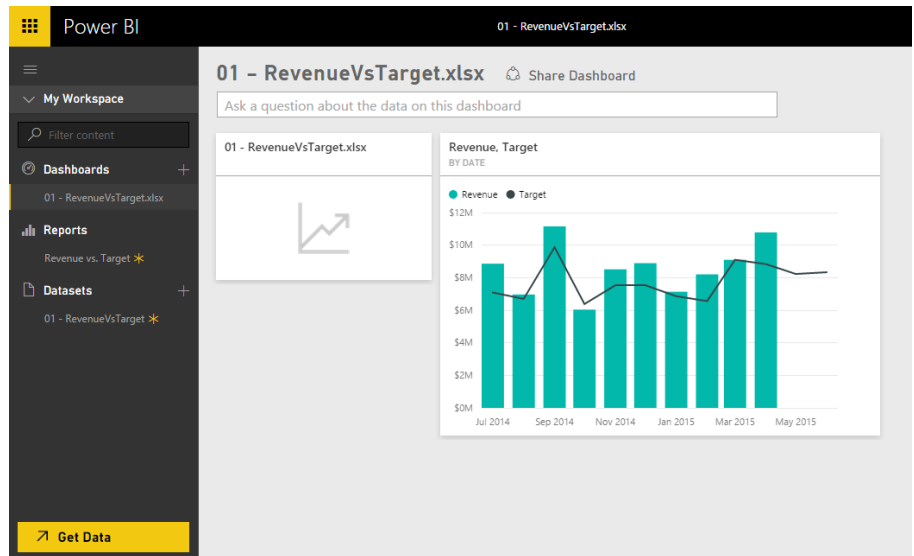 Power BI
01 - RevenueVsTarget.xlsx
My Workspace
Filter content
Dashboards
01 - RevenueVsTarget.xlsx
Reports
Revenue vs. Target
Datasets
01 - RevenueVsTarget
Get Data
01 – RevenueVsTarget.xlsx Share Dashboard
Ask a question about the data on this dashboard
01 - RevenueVsTarget.xlsx
Revenue, Target
BY DATE
Revenue Target
$12M
$10M
$8M
$6M
$4M
$2M
$0M
Jul 2014 Sep 2014 Nov 2014 Jan 2015 Mar 2015 May 2015